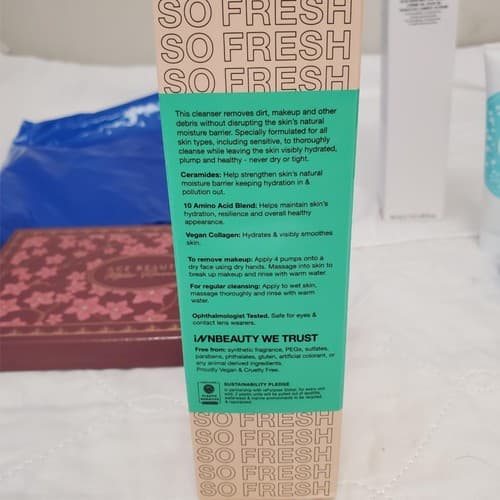 SO FRESH
SO FRESH
SO FRESH
This cleanser removes dirt, makeup and other
debris without disrupting the skin's natural
moisture barrier. Specially formulated for all
skin types, including sensitive, to thoroughly
cleanse while leaving the skin visibly hydrated,
plump and healthy - never dry or tight.
Ceramides: Help strengthen skin's natural
moisture barrier keeping hydration in &
pollution out.
10 Amino Acid Blend: Helps maintain skin's
hydration, resilience and overall healthy
appearance.
Vegan Collagen: Hydrates & visibly smoothes
skin.
To remove makeup: Apply 4 pumps onto a
dry face using dry hands. Massage into skin to
break up makeup and rinse with warm water.
For regular cleansing: Apply to wet skin,
massage thoroughly and rinse with warm
water.
Ophthalmologist Tested. Safe for eyes &
contact lens wearers.
iNNBEAUTY WE TRUST
Free from: synthetic fragrance, PEGs, sulfates,
parabens, phthalates, gluten, artificial colorant, or
any animal derived ingredients.
Proudly Vegan & Cruelty Free.
SUSTAINABILITY PLEDGE
SO FRESH
SO FRESH
SO FRESH
SO FRESH
SO FRESH